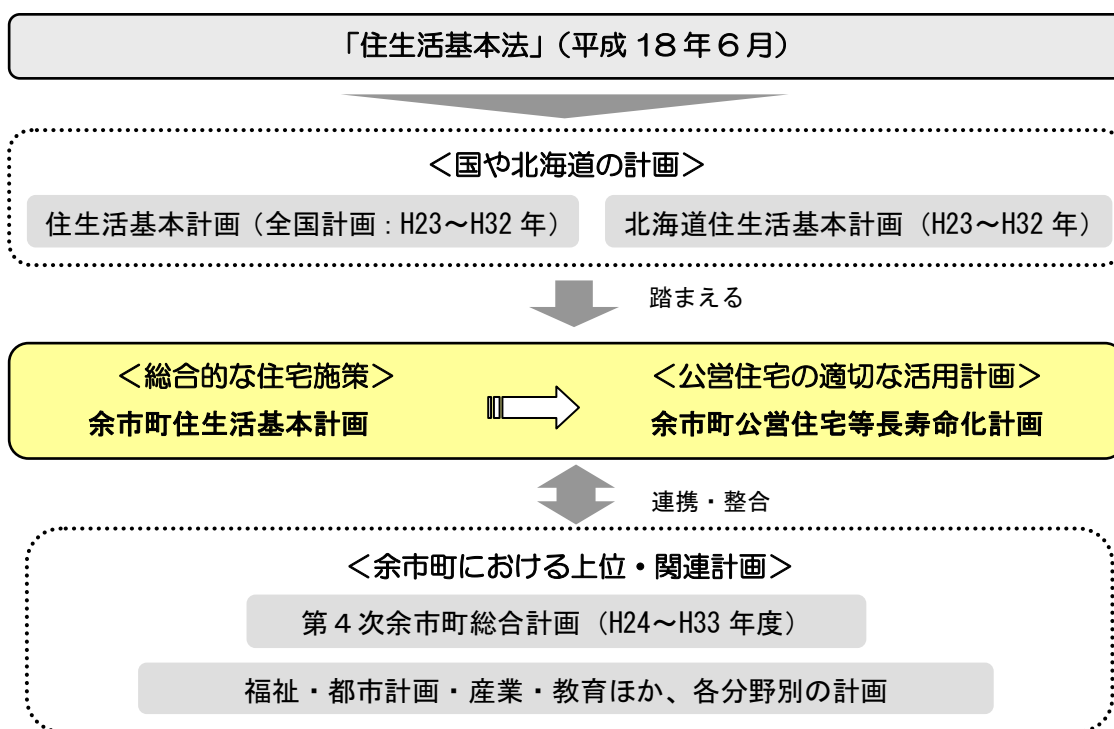 「住生活基本法」（平成 18 年６月）
＜国や北海道の計画＞
住生活基本計画（全国計画：H23～H32 年）
北海道住生活基本計画（H23～H32 年）
踏まえる
＜総合的な住宅施策＞
余市町住生活基本計画
＜公営住宅の適切な活用計画＞
余市町公営住宅等長寿命化計画
連携・整合
＜余市町における上位・関連計画＞
第４次余市町総合計画（H24～H33 年度）
福祉・都市計画・産業・教育ほか、各分野別の計画